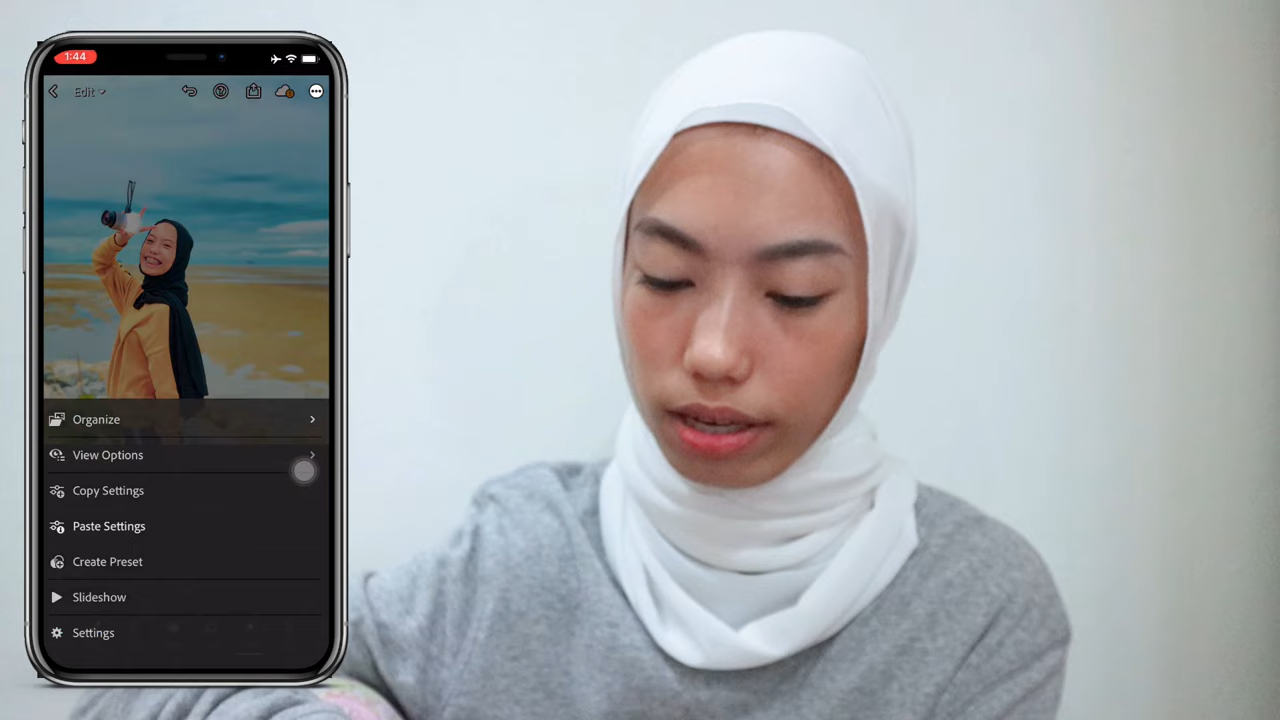 1:44
Edit
Organize
View Options
Copy Settings
Paste Settings
Create Preset
Slideshow
Settings